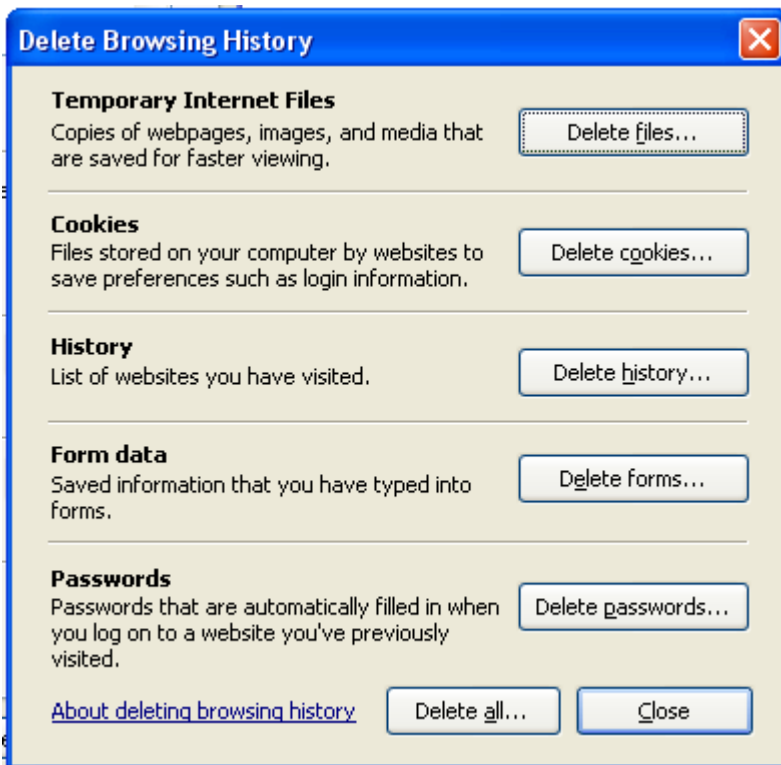 Delete Browsing History
Temporary Internet Files
Copies of webpages, images, and media that
are saved for faster viewing.
Delete files...
Cookies
Files stored on your computer by websites to
save preferences such as login information.
Delete cookies...
History
List of websites you have visited.
Delete history...
Form data
Saved information that you have typed into
forms.
Delete forms...
Passwords
Passwords that are automatically filled in when
you log on to a website you've previously
visited.
Delete passwords...
About deleting browsing history
Delete all...
Close